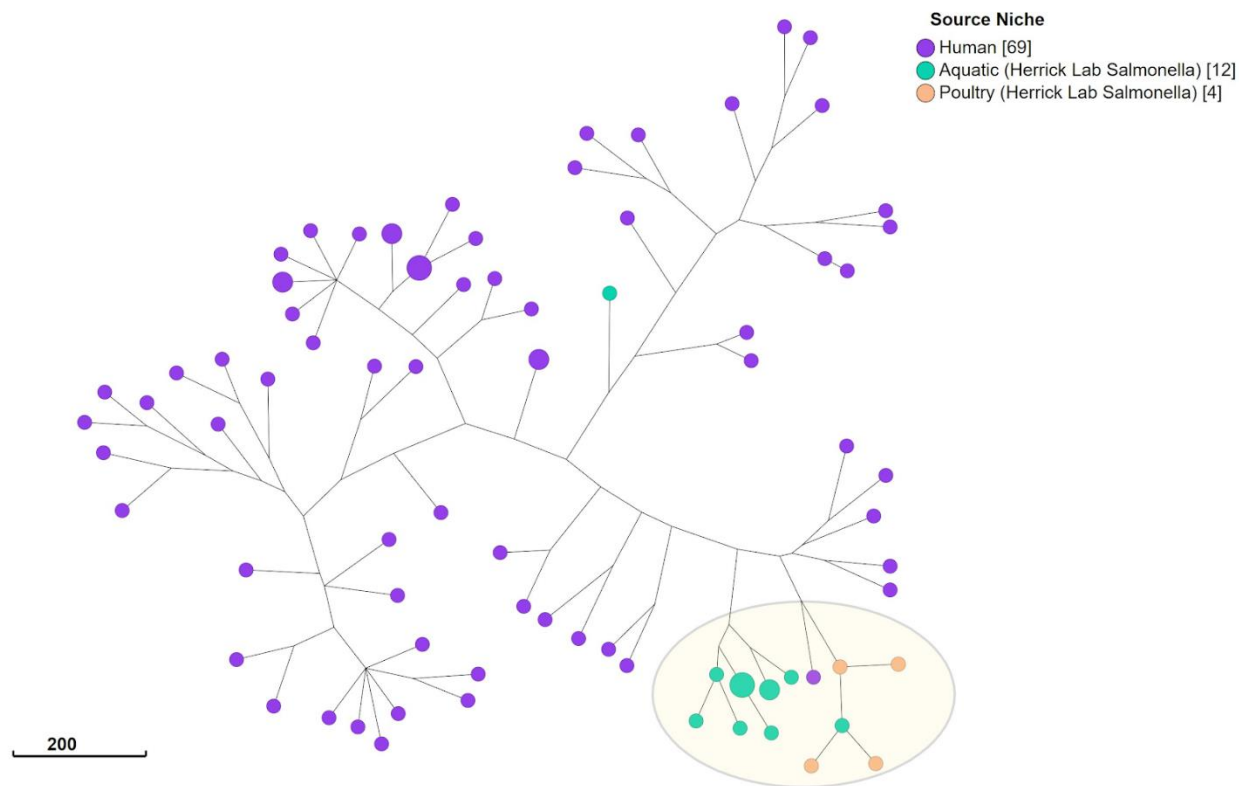 Source Niche
Human [69]
Aquatic (Herrick Lab Salmonella) [12]
Poultry (Herrick Lab Salmonella) [4]
200